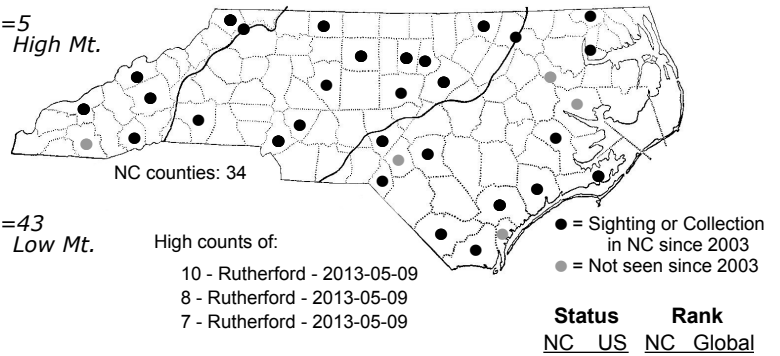 =5
High Mt.
NC counties: 34
=43
Low Mt.
High counts of:
10 - Rutherford - 2013-05-09
8 - Rutherford - 2013-05-09
7 - Rutherford - 2013-05-09
= Sighting or Collection
in NC since 2003
= Not seen since 2003
Status Rank
NC US NC Global